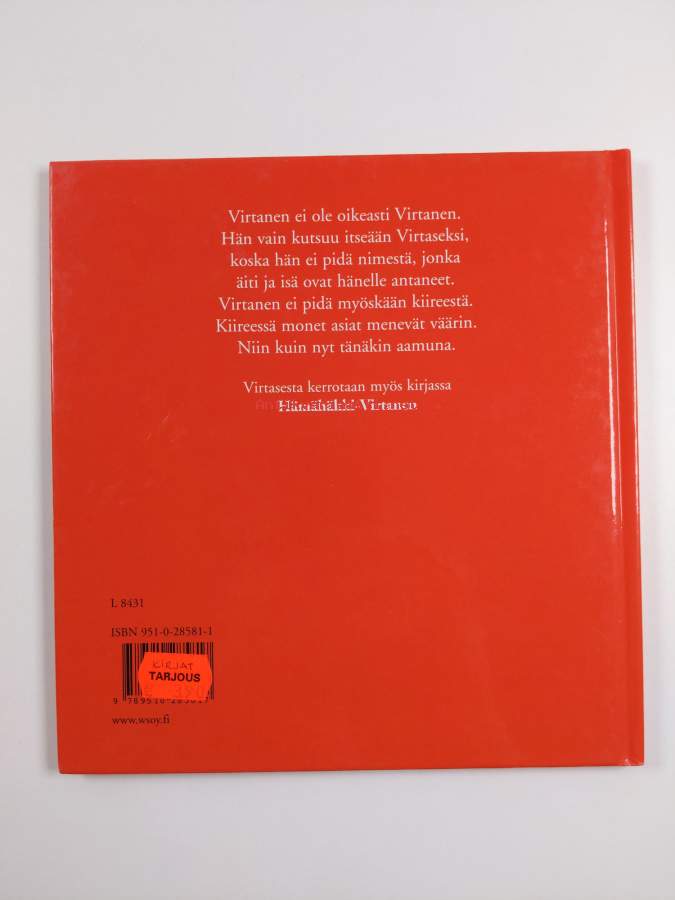 Virtanen ei ole oikeasti Virtanen.
Hän vain kutsuu itseään Virtaseksi,
koska hän ei pidä nimestä, jonka
äiti ja isä ovat hänelle antaneet.
Virtanen ei pidä myöskään kiireestä.
Kiireessä monet asiat menevät väärin.
Niin kuin nyt tänäkin aamuna.
Virtasesta kerrotaan myös kirjassa
Hämähäkki Virtanen
L 8431
ISBN 951-0-28581-1
KIRJAT
TARJOUS
www.wsoy.fi